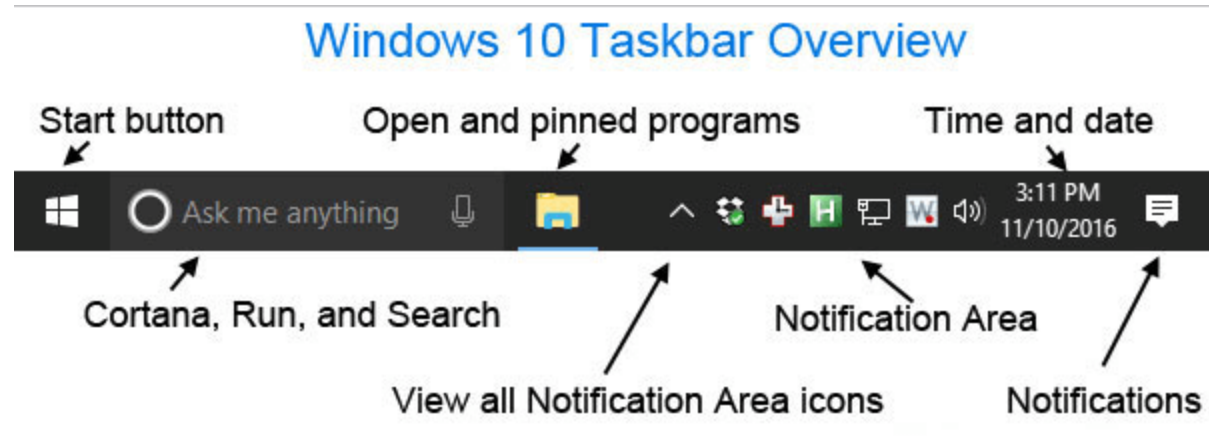 Windows 10 Taskbar Overview
Start button
Open and pinned programs
Time and date
Ask me anything
H
W
3:11 PM
11/10/2016
Cortana, Run, and Search
Notification Area
View all Notification Area icons
Notifications